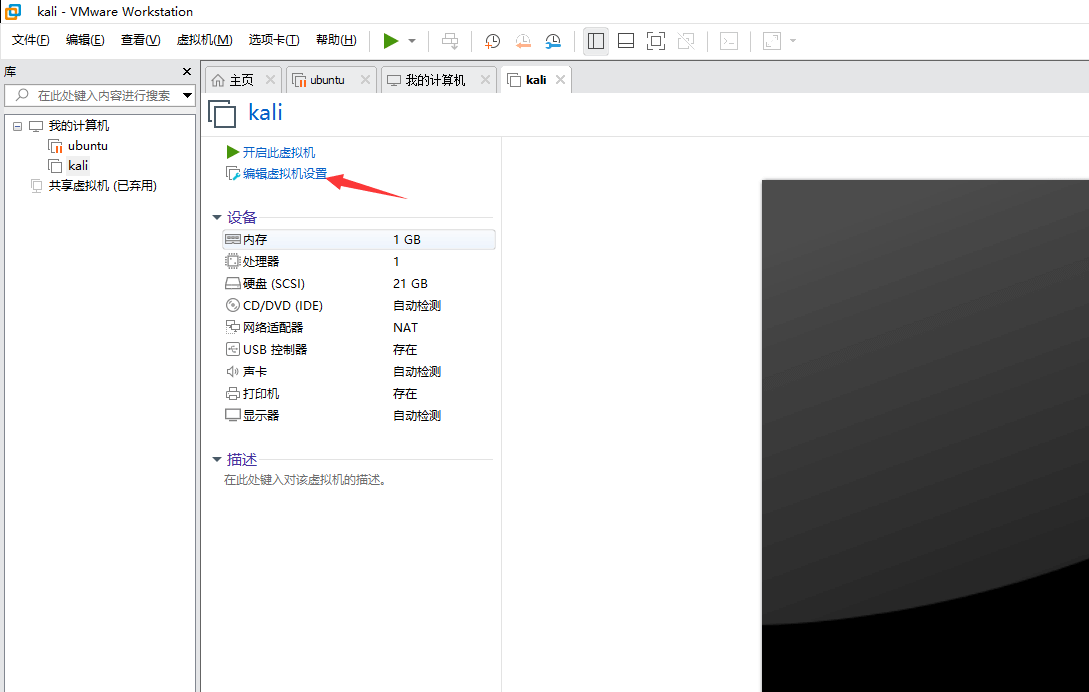 kali - VMware Workstation
文件(F) 编辑(E) 查看(V) 虚拟机(M) 选项卡(T) 帮助(H)
库
在此处键入内容进行搜索
我的计算机
ubuntu
kali
共享虚拟机 (已弃用)
主页 ubuntu 我的计算机 kali
kali
开启此虚拟机
编辑虚拟机设置
设备
内存 1 GB
处理器 1
硬盘 (SCSI) 21 GB
CD/DVD (IDE) 自动检测
网络适配器 NAT
USB 控制器 存在
声卡 自动检测
打印机 存在
显示器 自动检测
描述
在此处键入对该虚拟机的描述。